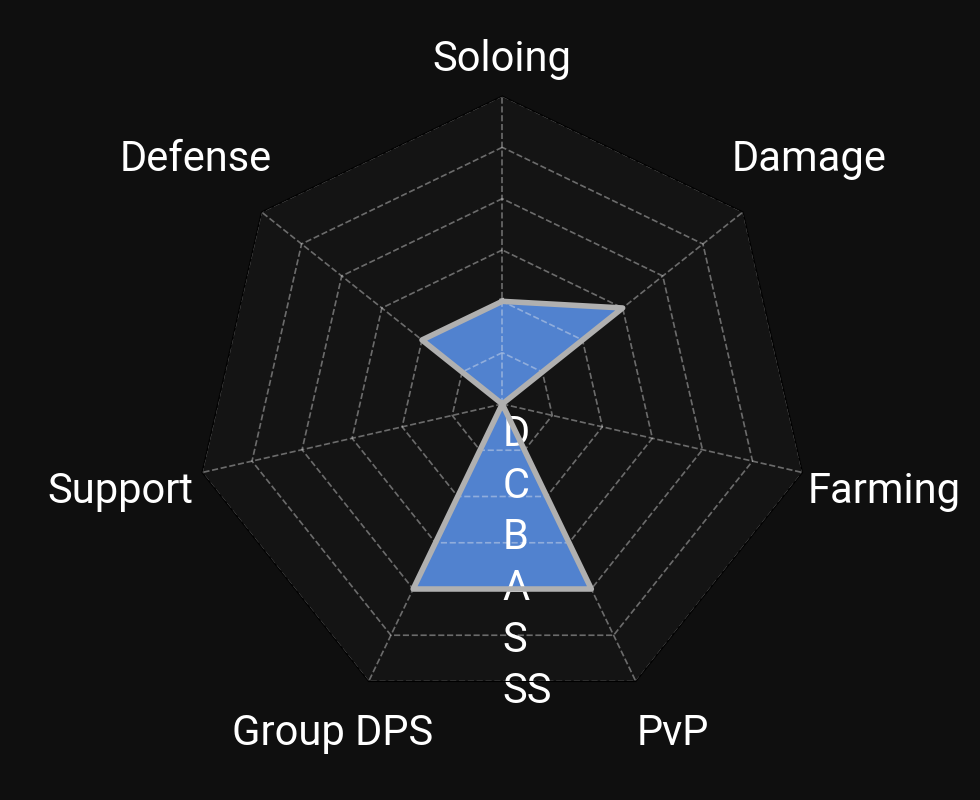 Soloing
Defense
Damage
D
C
Support
Farming
B
A
S
SS
Group DPS
PvP